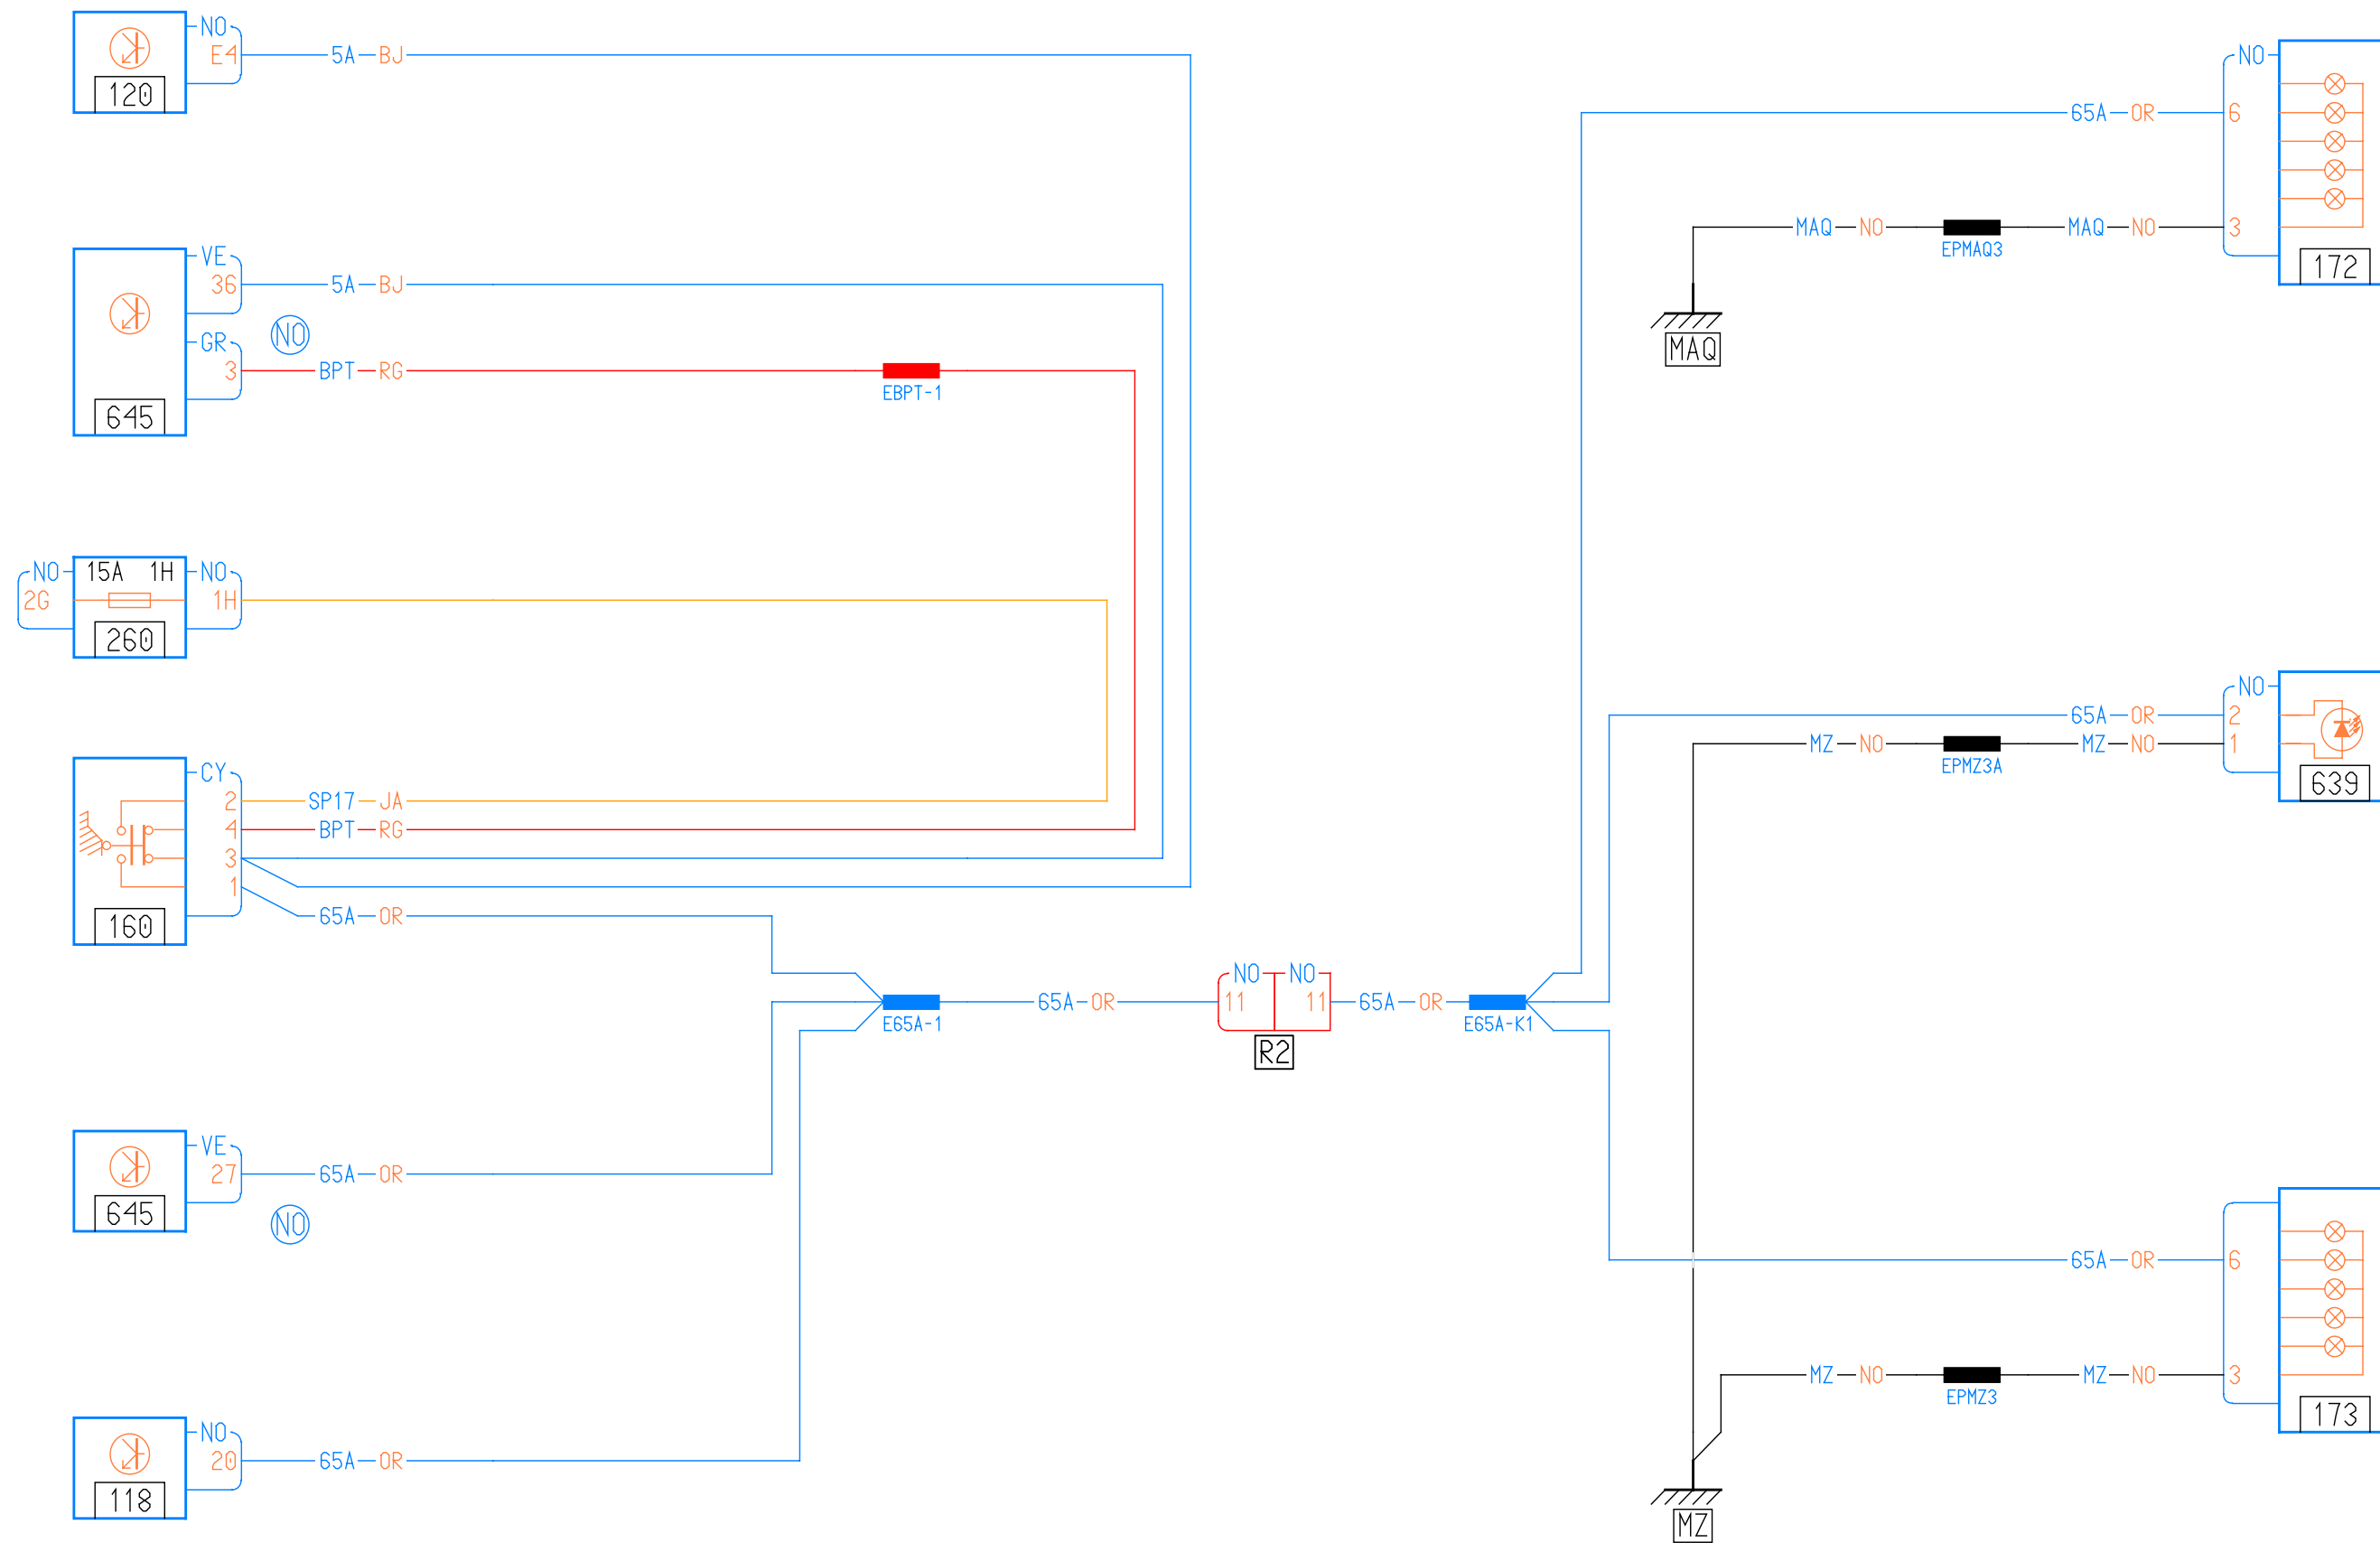 NO
E4 5A BJ
120
NO
65A OR 6
MAQ NO MAQ NO 3
EPMAQ3
172
MAQ
VE
36 5A BJ
NO
GR
3 BPT RG
EBPT-1
645
NO 15A 1H NO
2G 1H
260
NO
65A OR 2
MZ NO MZ NO 1
EPMZ3A
639
CY
2 SP17 JA
4 BPT RG
3
1
65A OR
160
NO NO
65A OR 11 11 65A OR
E65A-1 E65A-K1
R2
VE
27 65A OR
645
NO
65A OR 6
MZ NO MZ NO 3
EPMZ3
173
NO
20 65A OR
118
MZ